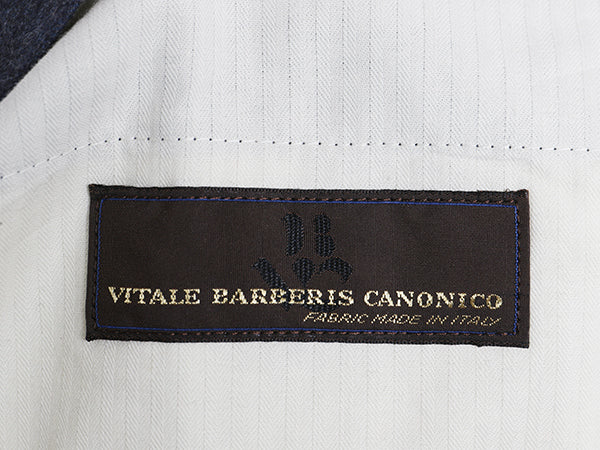 VITALE BARBERIS CANONICO
FABRIC MADE IN ITALY